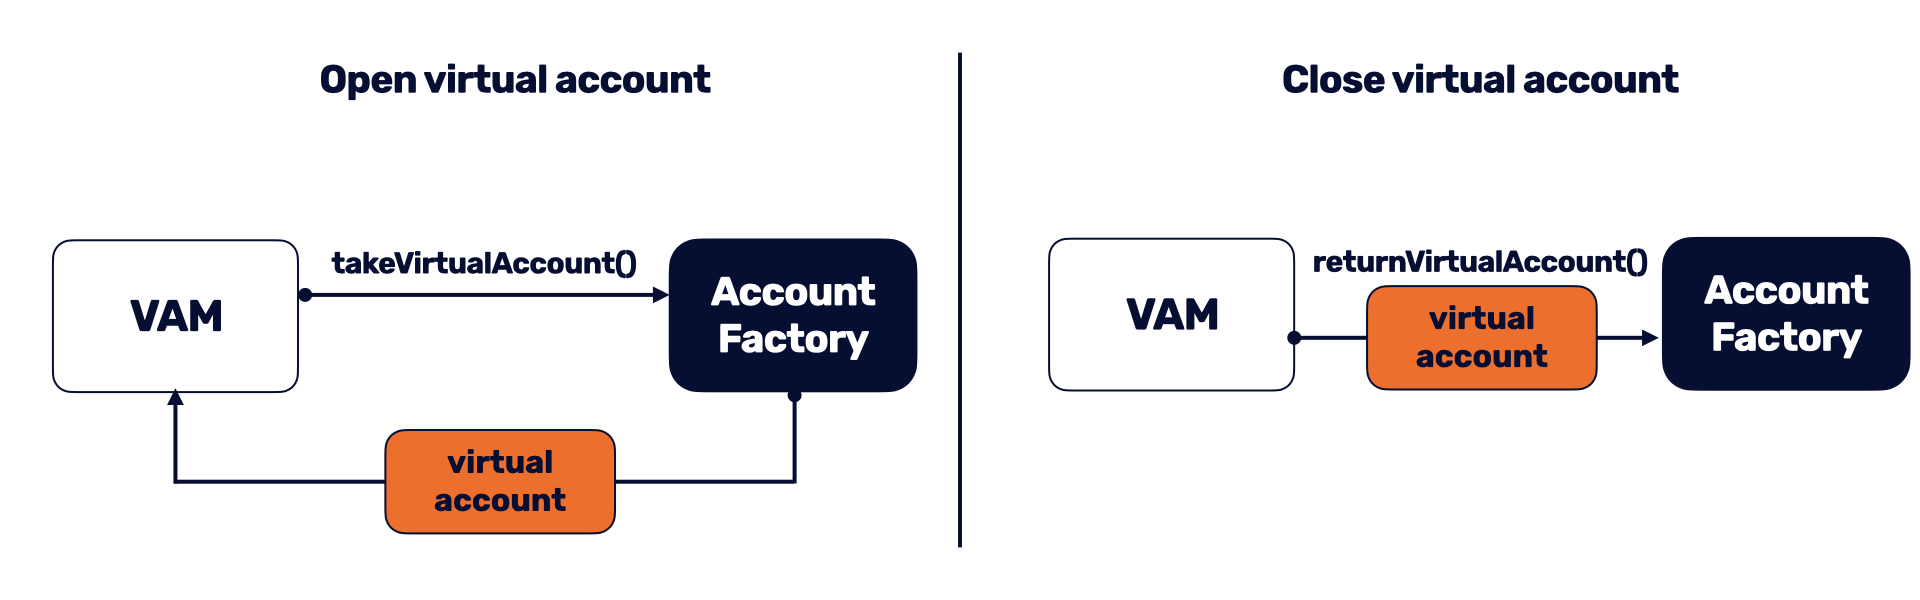 Open virtual account
takeVirtualAccount()
VAM
Account
Factory
virtual
account
Close virtual account
returnVirtualAccount()
VAM
virtual
account
Account
Factory